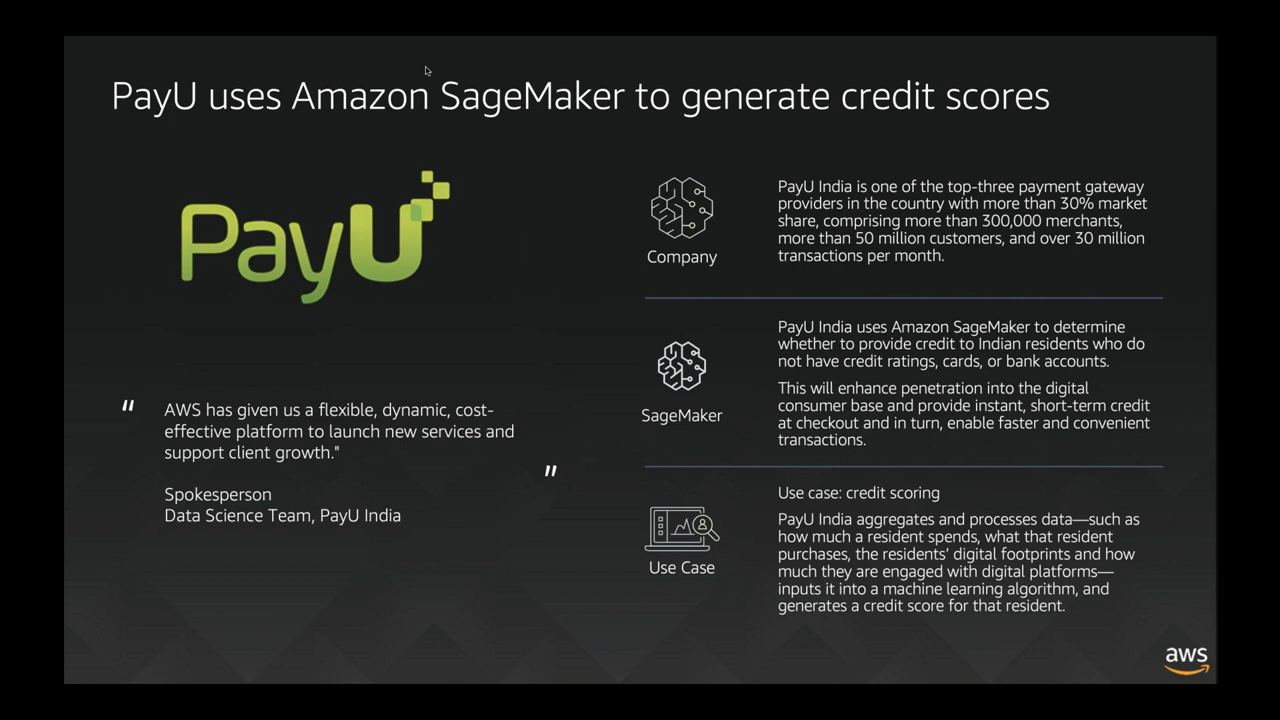 PayU uses Amazon SageMaker to generate credit scores
PayU
“
AWS has given us a flexible, dynamic, cost-
effective platform to launch new services and
support client growth."
”
Spokesperson
Data Science Team, PayU India
Company
PayU India is one of the top-three payment gateway
providers in the country with more than 30% market
share, comprising more than 300,000 merchants,
more than 50 million customers, and over 30 million
transactions per month.
SageMaker
PayU India uses Amazon SageMaker to determine
whether to provide credit to Indian residents who do
not have credit ratings, cards, or bank accounts.
This will enhance penetration into the digital
consumer base and provide instant, short-term credit
at checkout and in turn, enable faster and convenient
transactions.
Use Case
Use case: credit scoring
PayU India aggregates and processes data—such as
how much a resident spends, what that resident
purchases, the residents’ digital footprints and how
much they are engaged with digital platforms—
inputs it into a machine learning algorithm, and
generates a credit score for that resident.
aws